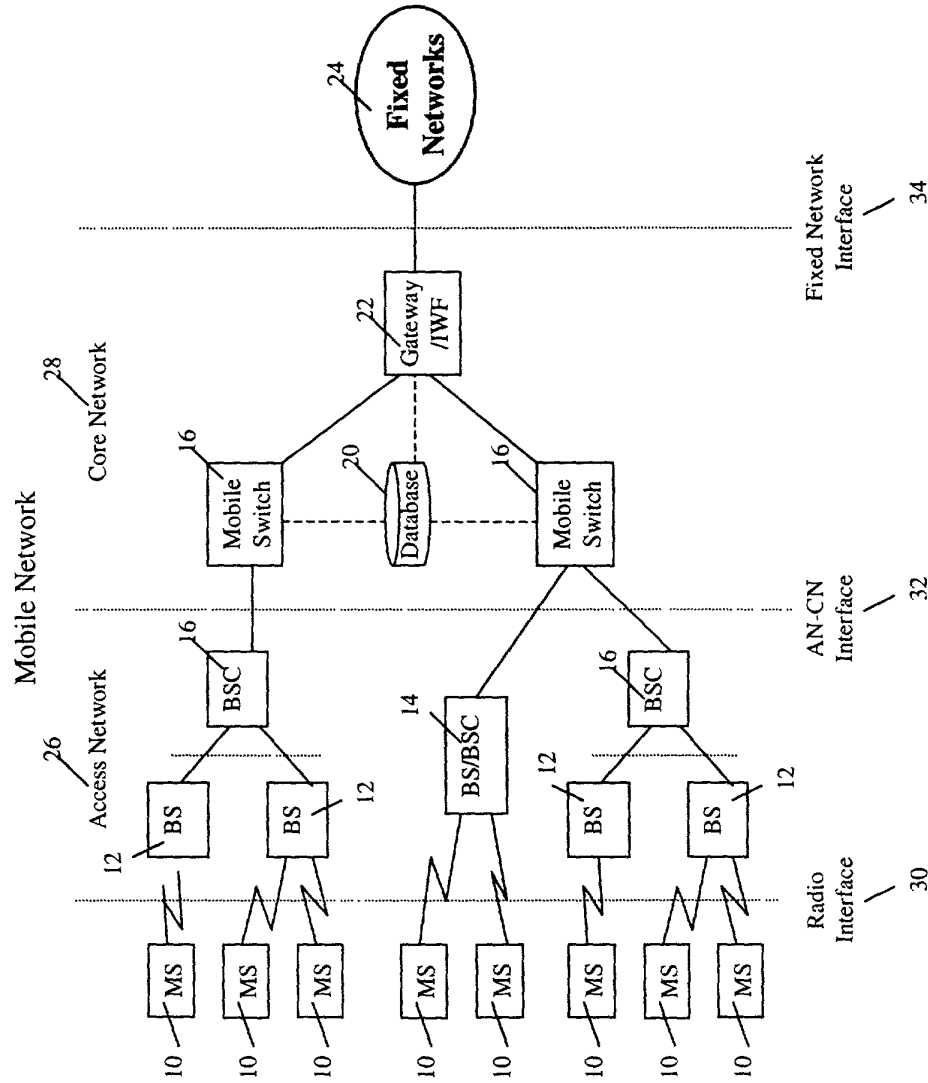 Mobile Network
26
28
Access Network
Core Network
10
MS
12
BS
16
BSC
16
Mobile
Switch
10
MS
BS
12
10
MS
24
Fixed
Networks
22
Gateway
/IWF
20
Database
10
MS
14
BS/BSC
10
MS
16
Mobile
Switch
10
MS
12
BS
16
BSC
10
MS
BS
12
10
MS
Radio
Interface
AN-CN
Interface
Fixed Network
Interface
30
32
34